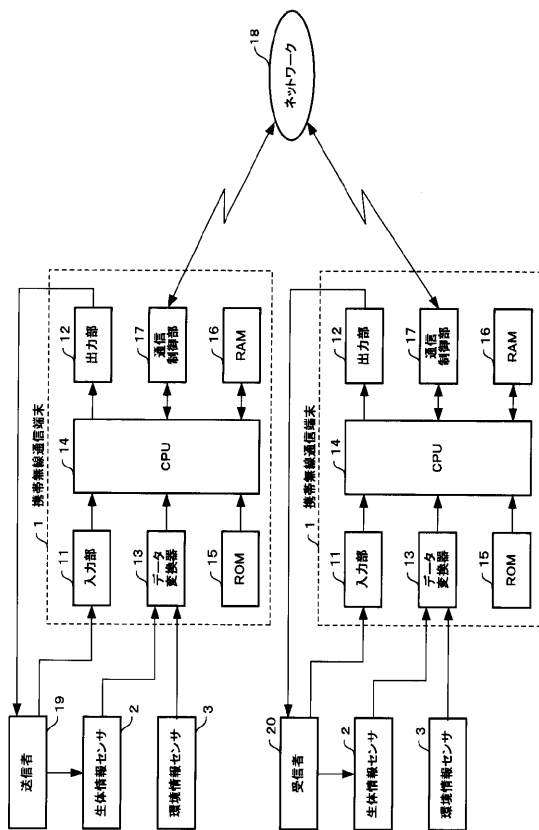 送信者
19
生体情報センサ
2
環境情報センサ
3
1
携帯無線通信端末
11
入力部
13
データ
変換器
15
ROM
14
CPU
12
出力部
17
通信
制御部
16
RAM
18
ネットワーク
受信者
20
生体情報センサ
2
環境情報センサ
3
1
携帯無線通信端末
11
入力部
13
データ
変換器
15
ROM
14
CPU
12
出力部
17
通信
制御部
16
RAM